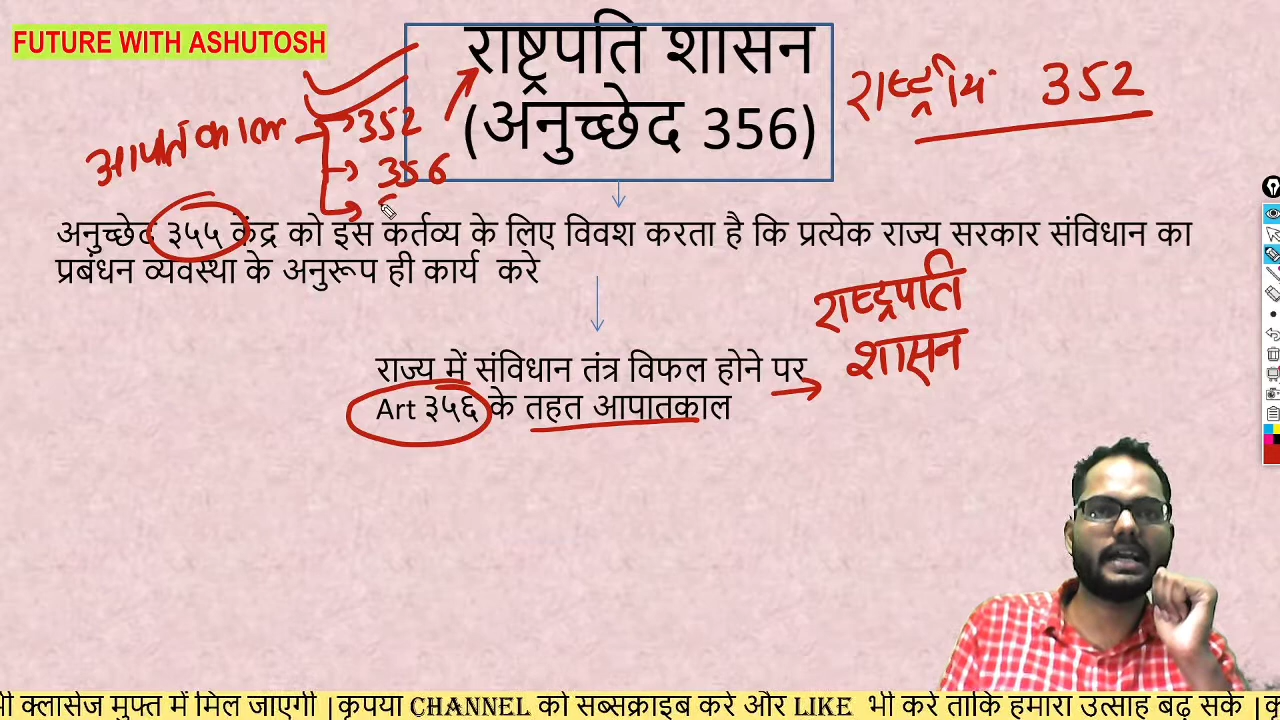 FUTURE WITH ASHUTOSH
राष्ट्रपति शासन
(अनुच्छेद 356)
राष्ट्रीय 352
आपातकाल
352
356
अनुच्छेद ३५५ केंद्र को इस कर्तव्य के लिए विवश करता है कि प्रत्येक राज्य सरकार संविधान का
प्रबंधन व्यवस्था के अनुरूप ही कार्य करे
राज्य में संविधान तंत्र विफल होने पर
Art ३५६ के तहत आपातकाल
राष्ट्रपति
शासन
भी क्लासेज मुफ्त में मिल जाएगी | कृपया CHANNEL को सब्सक्राइब करे और LIKE भी करे ताकि हमारा उत्साह बढ़ सके |